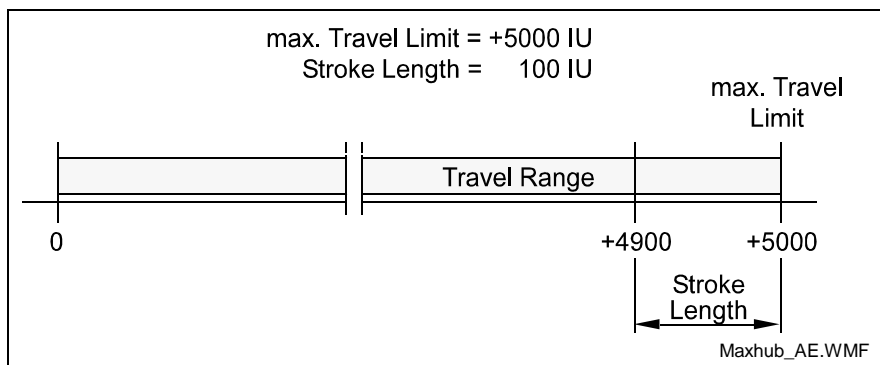 max. Travel Limit = +5000 IU
Stroke Length = 100 IU
max. Travel
Limit
Travel Range
0
+4900
+5000
Stroke
Length
Maxhub_AE.WMF